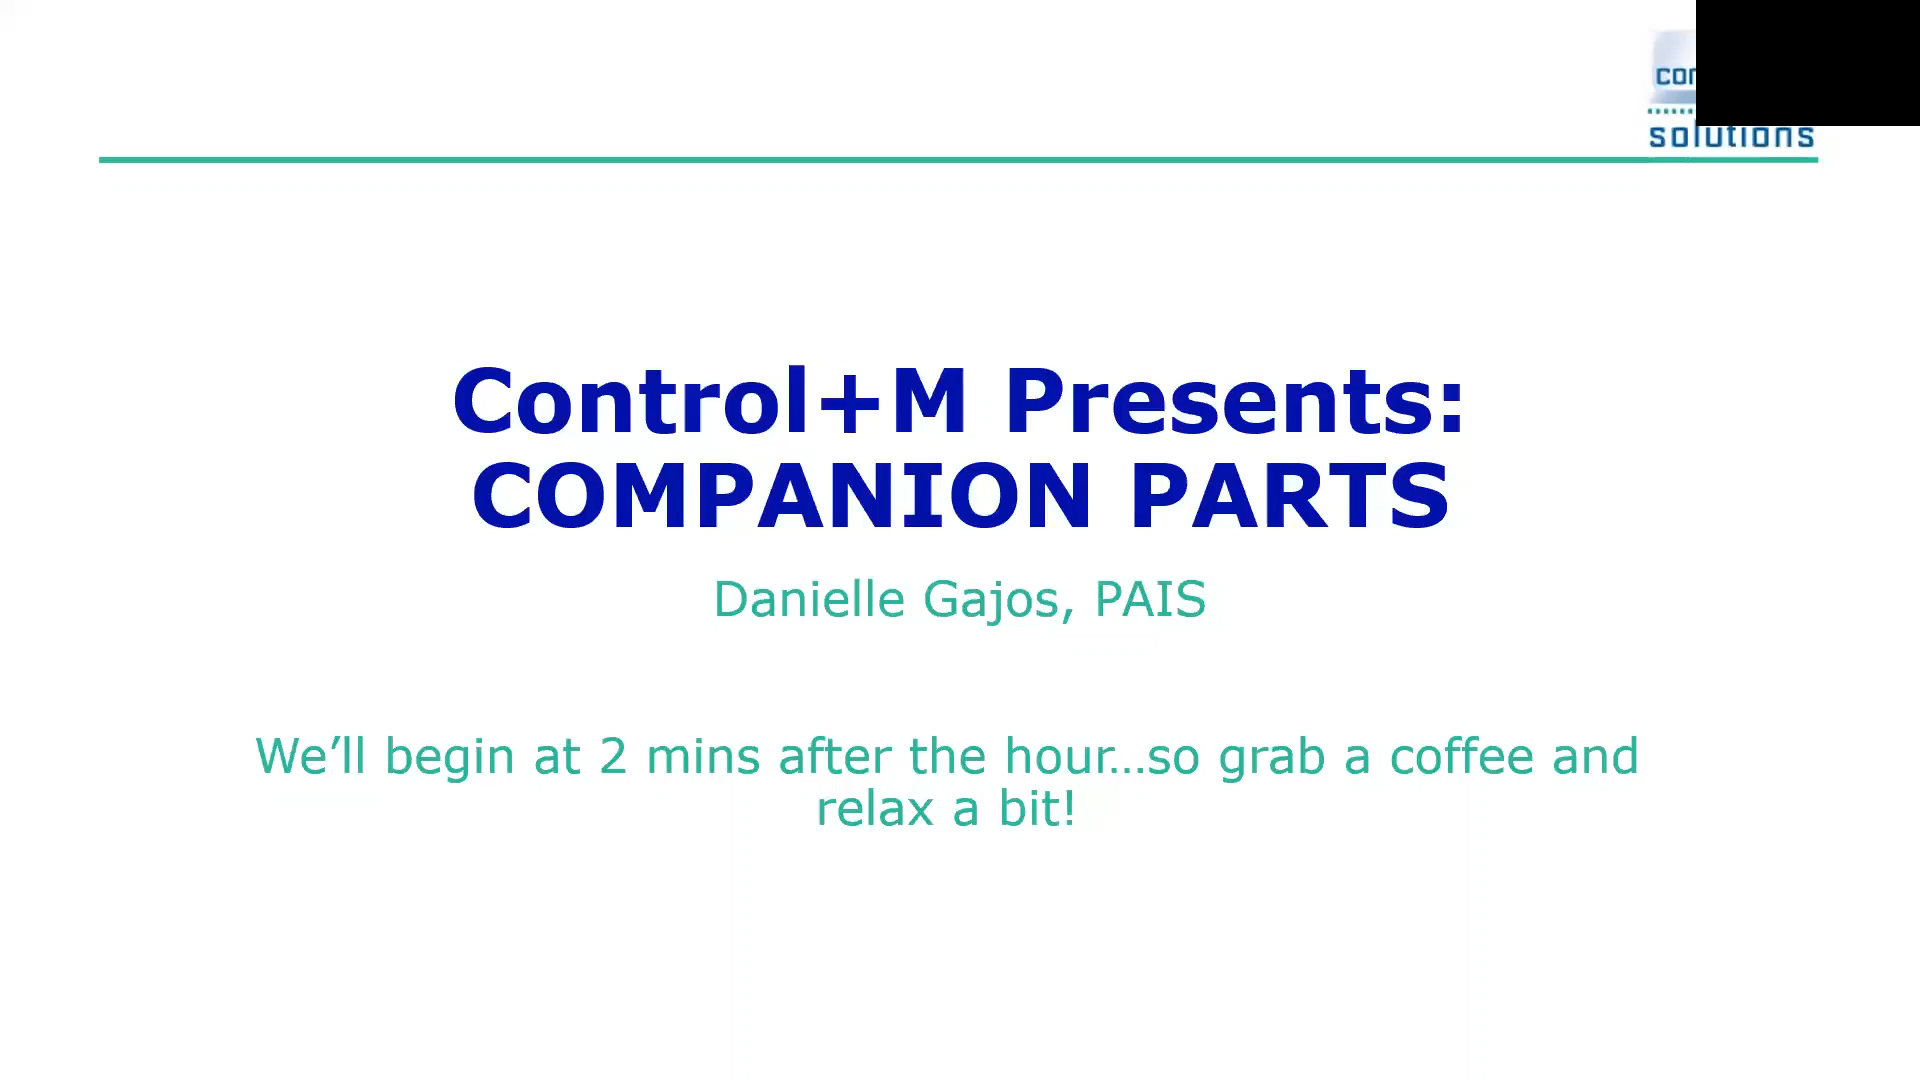 solutions
Control+M Presents:
COMPANION PARTS
Danielle Gajos, PAIS
We’ll begin at 2 mins after the hour…so grab a coffee and
relax a bit!